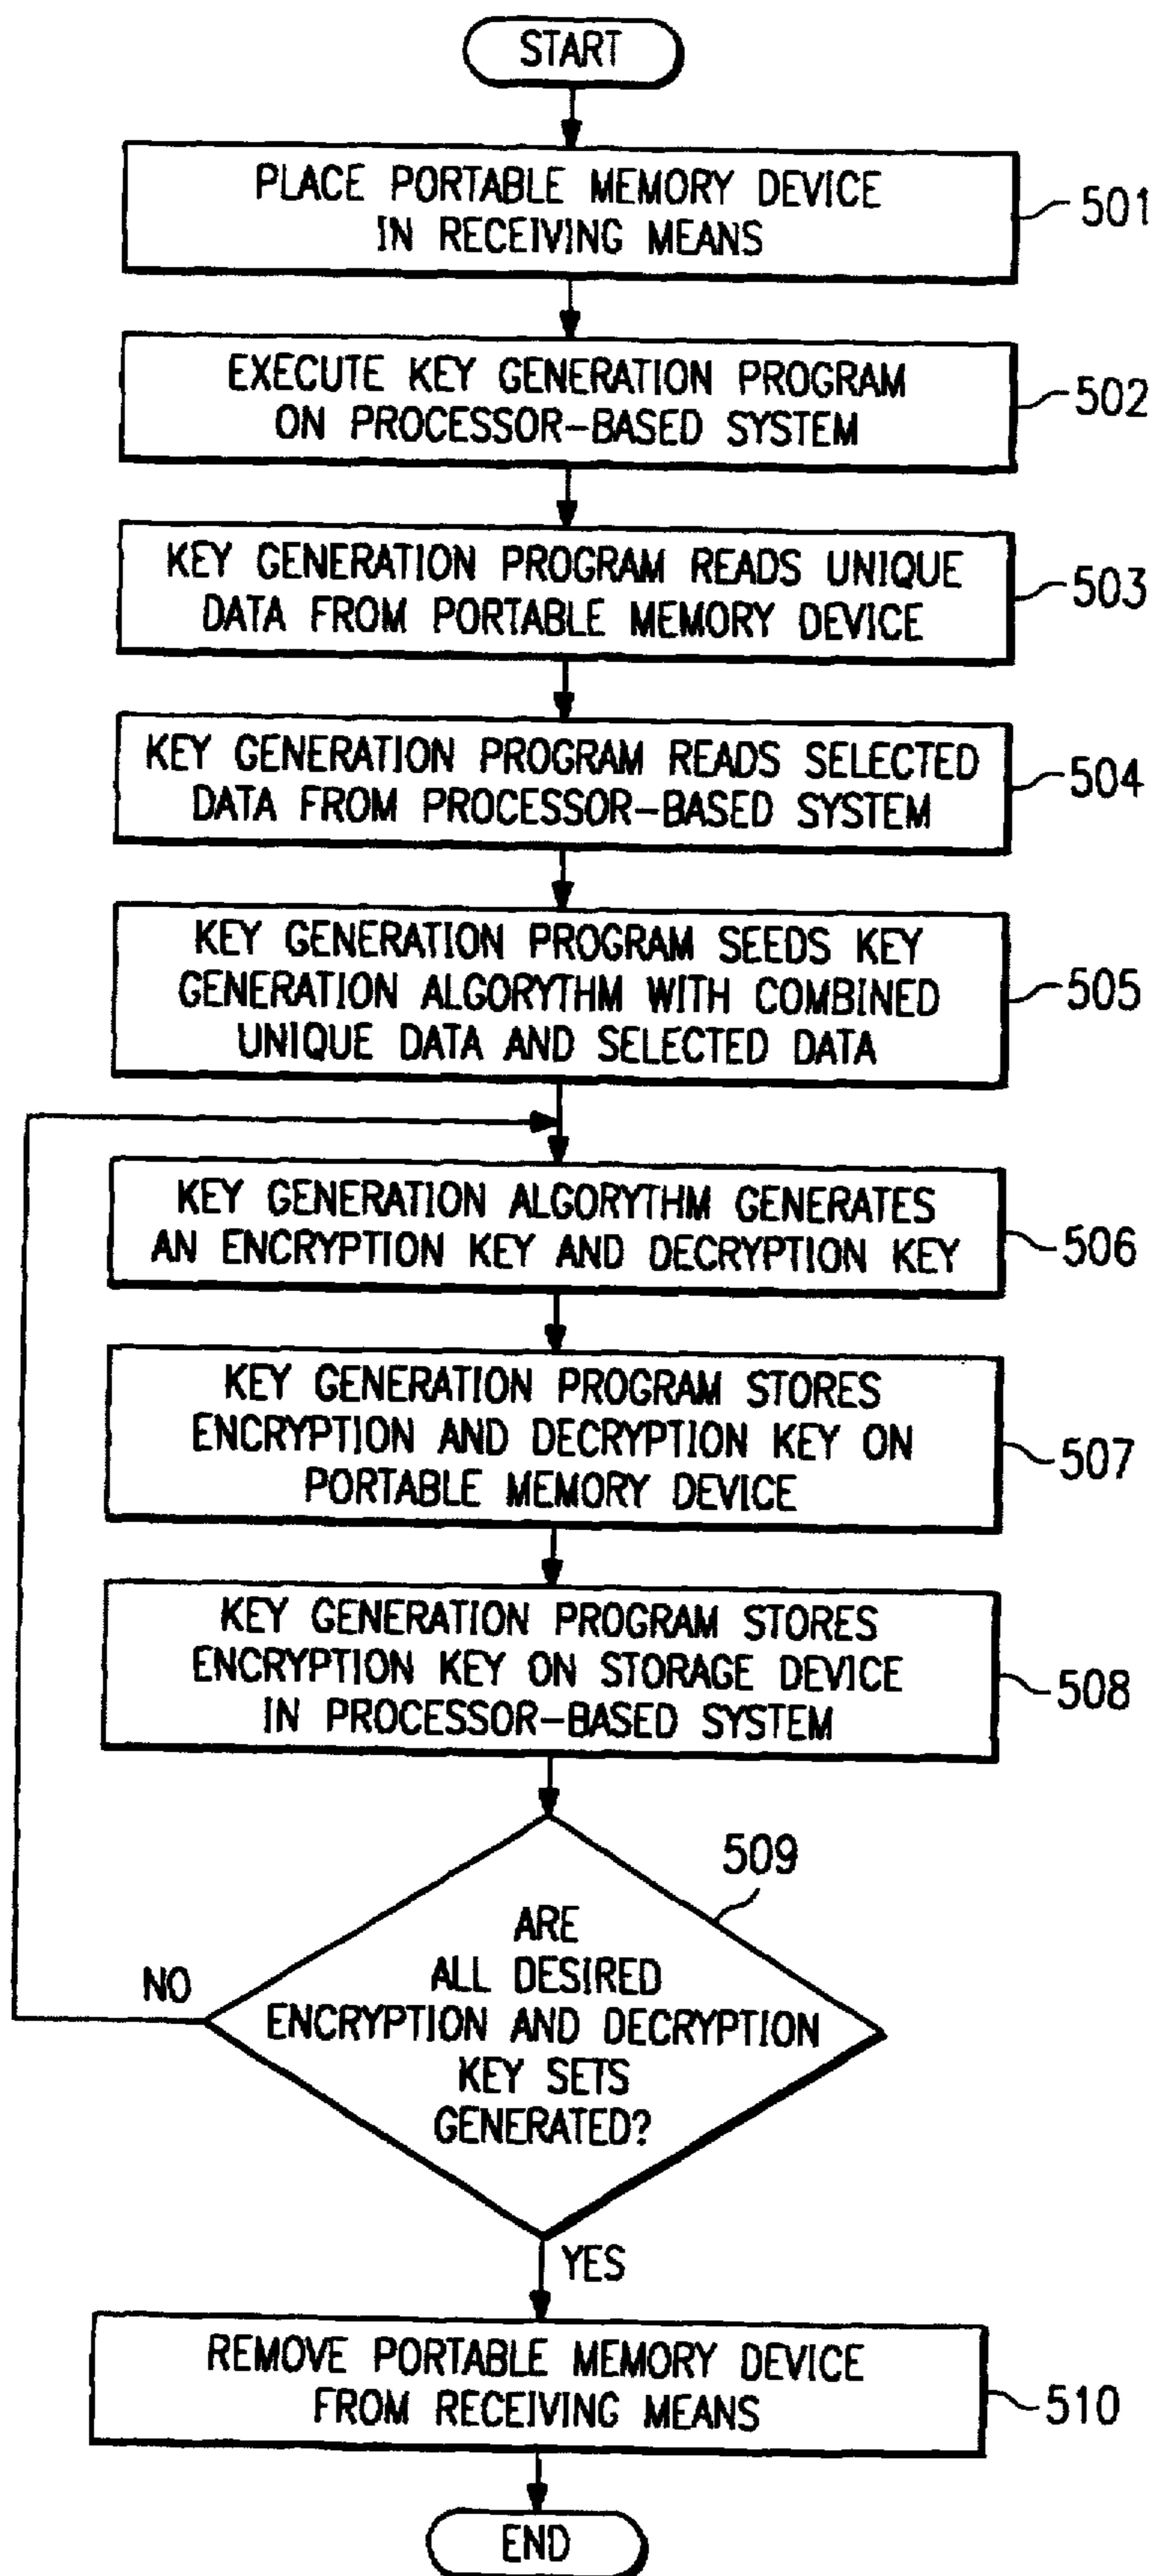 START
PLACE PORTABLE MEMORY DEVICE
IN RECEIVING MEANS
501
EXECUTE KEY GENERATION PROGRAM
ON PROCESSOR-BASED SYSTEM
502
KEY GENERATION PROGRAM READS UNIQUE
DATA FROM PORTABLE MEMORY DEVICE
503
KEY GENERATION PROGRAM READS SELECTED
DATA FROM PROCESSOR-BASED SYSTEM
504
KEY GENERATION PROGRAM SEEDS KEY
GENERATION ALGORYTHM WITH COMBINED
UNIQUE DATA AND SELECTED DATA
505
KEY GENERATION ALGORYTHM GENERATES
AN ENCRYPTION KEY AND DECRYPTION KEY
506
KEY GENERATION PROGRAM STORES
ENCRYPTION AND DECRYPTION KEY ON
PORTABLE MEMORY DEVICE
507
KEY GENERATION PROGRAM STORES
ENCRYPTION KEY ON STORAGE DEVICE
IN PROCESSOR-BASED SYSTEM
508
509
ARE
ALL DESIRED
ENCRYPTION AND DECRYPTION
KEY SETS
GENERATED?
NO
YES
REMOVE PORTABLE MEMORY DEVICE
FROM RECEIVING MEANS
510
END